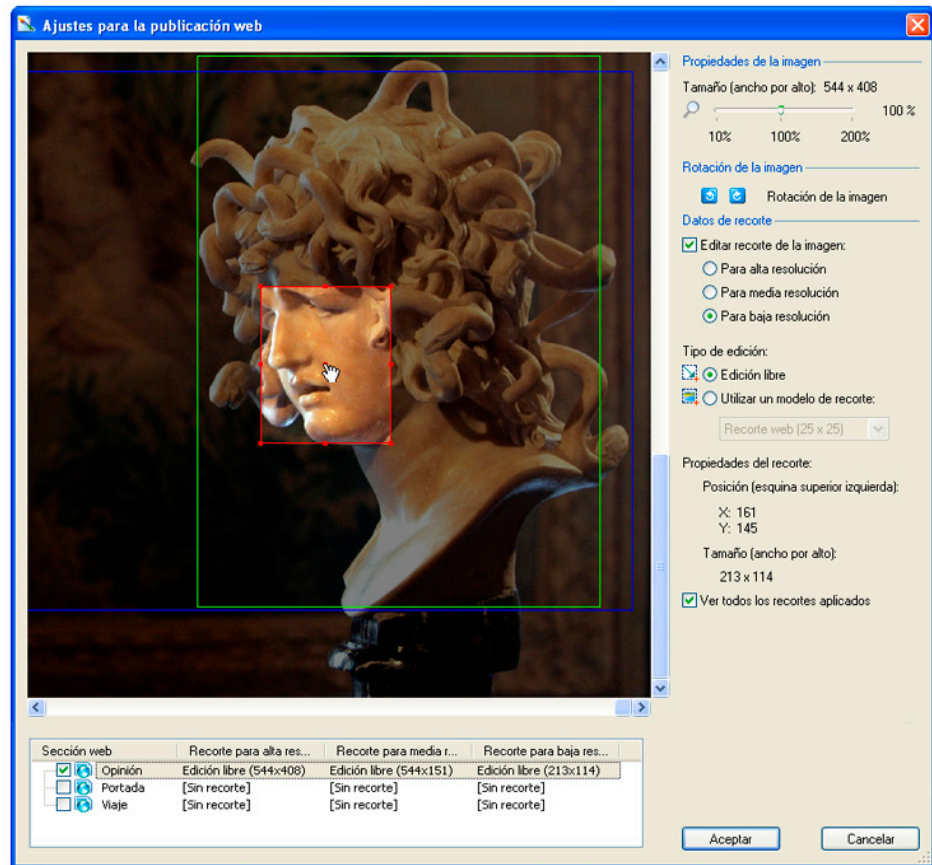 Ajustes para la publicación web
Propiedades de la imagen
Tamaño (ancho por alto): 544 x 408
100 %
10% 100% 200%
Rotación de la imagen
Rotación de la imagen
Datos de recorte
Editar recorte de la imagen:
Para alta resolución
Para media resolución
Para baja resolución
Tipo de edición:
Edición libre
Utilizar un modelo de recorte:
Recorte web (25 x 25)
Propiedades del recorte:
Posición (esquina superior izquierda):
X: 161
Y: 145
Tamaño (ancho por alto):
213 x 114
Ver todos los recortes aplicados
Sección web Recorte para alta res... Recorte para media r... Recorte para baja res...
Opinión Edición libre (544x408) Edición libre (544x151) Edición libre (213x114)
Portada [Sin recorte] [Sin recorte] [Sin recorte]
Viaje [Sin recorte] [Sin recorte] [Sin recorte]
Aceptar Cancelar